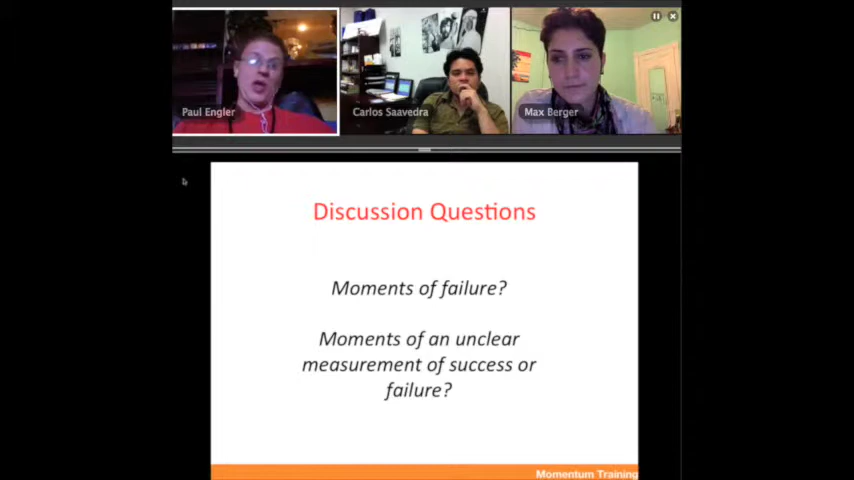 Paul Engler
Carlos Saavedra
Max Berger
Discussion Questions
Moments of failure?
Moments of an unclear
measurement of success or
failure?
Momentum Training